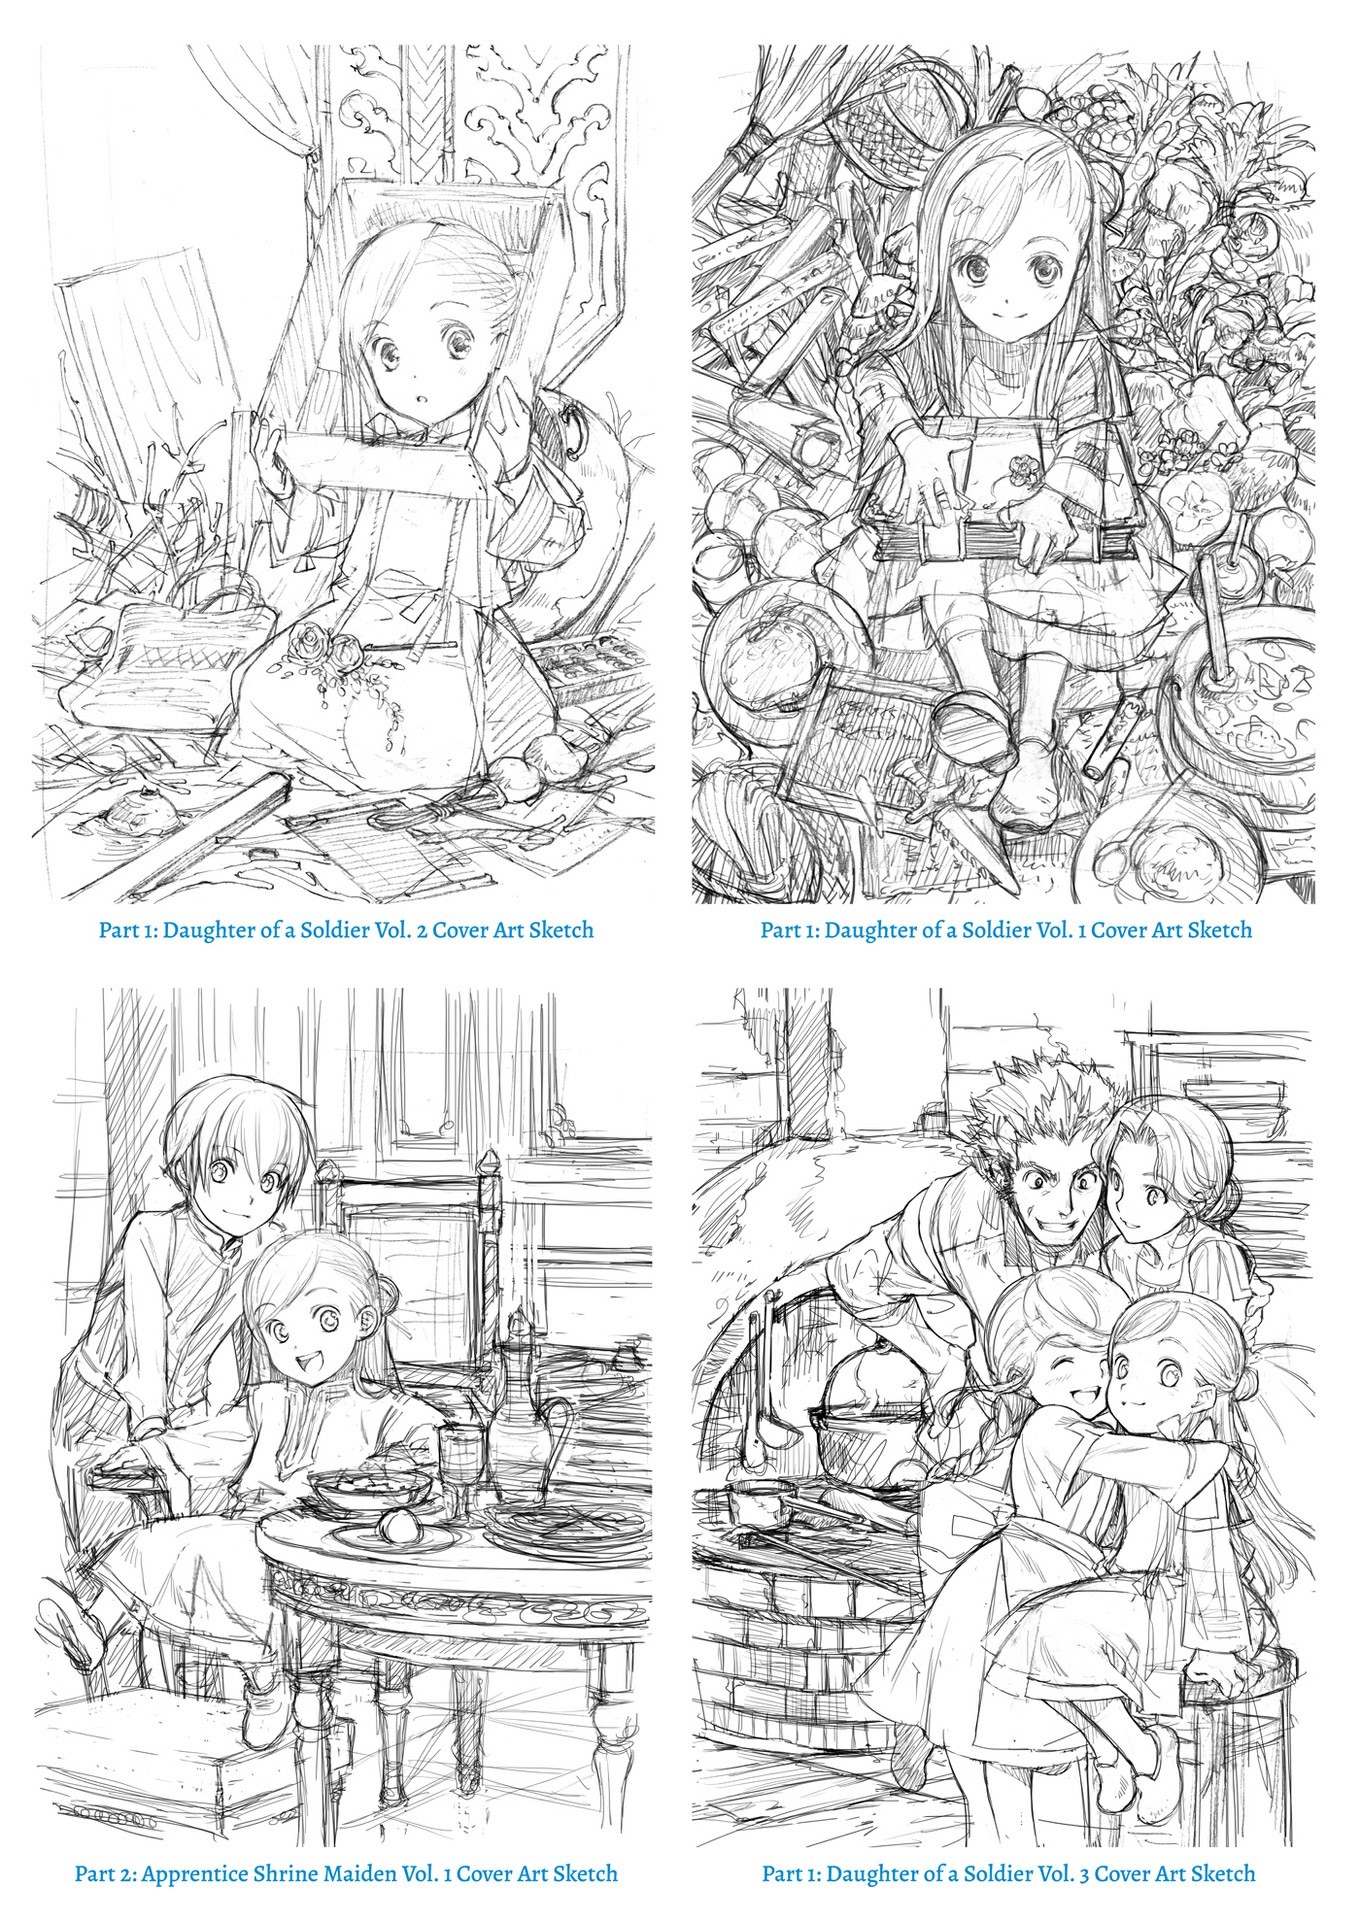 Part 1: Daughter of a Soldier Vol. 2 Cover Art Sketch
Part 1: Daughter of a Soldier Vol. 1 Cover Art Sketch
Part 2: Apprentice Shrine Maiden Vol. 1 Cover Art Sketch
Part 1: Daughter of a Soldier Vol. 3 Cover Art Sketch